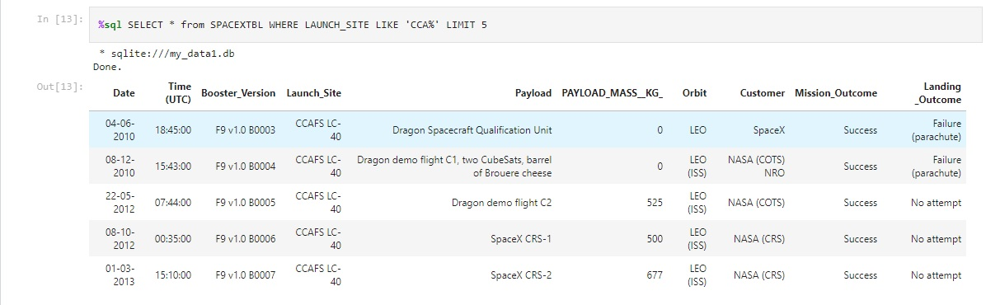 In [13]:
%sql SELECT * from SPACEXTBL WHERE LAUNCH_SITE LIKE 'CCA%' LIMIT 5
* sqlite:///my_data1.db
Done.
Out[13]:
Date Time (UTC) Booster_Version Launch_Site Payload PAYLOAD_MASS__KG_ Orbit Customer Mission_Outcome Landing _Outcome
04-06-2010 18:45:00 F9 v1.0 B0003 CCAFS LC-40 Dragon Spacecraft Qualification Unit 0 LEO SpaceX Success Failure (parachute)
08-12-2010 15:43:00 F9 v1.0 B0004 CCAFS LC-40 Dragon demo flight C1, two CubeSats, barrel of Brouere cheese 0 LEO (ISS) NASA (COTS) NRO Success Failure (parachute)
22-05-2012 07:44:00 F9 v1.0 B0005 CCAFS LC-40 Dragon demo flight C2 525 LEO (ISS) NASA (COTS) Success No attempt
08-10-2012 00:35:00 F9 v1.0 B0006 CCAFS LC-40 SpaceX CRS-1 500 LEO (ISS) NASA (CRS) Success No attempt
01-03-2013 15:10:00 F9 v1.0 B0007 CCAFS LC-40 SpaceX CRS-2 677 LEO (ISS) NASA (CRS) Success No attempt